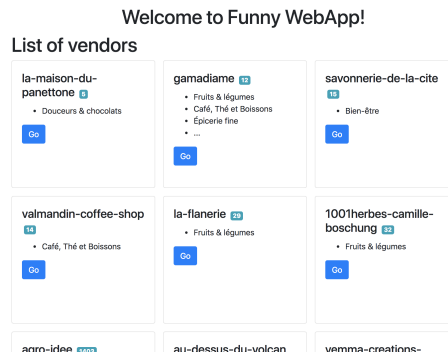 Welcome to Funny WebApp!
List of vendors
la-maison-du-
panettone 5
Douceurs & chocolats
Go
gamadiame 12
Fruits & légumes
Café, Thé et Boissons
Épicerie fine
...
Go
savonnerie-de-la-cite
15
Bien-être
Go
valmandin-coffee-shop
14
Café, Thé et Boissons
Go
la-flanerie 29
Fruits & légumes
Go
1001herbes-camille-
boschung 32
Fruits & légumes
Go
agro-idee
au-dessus-du-volcan
yemma-creations-